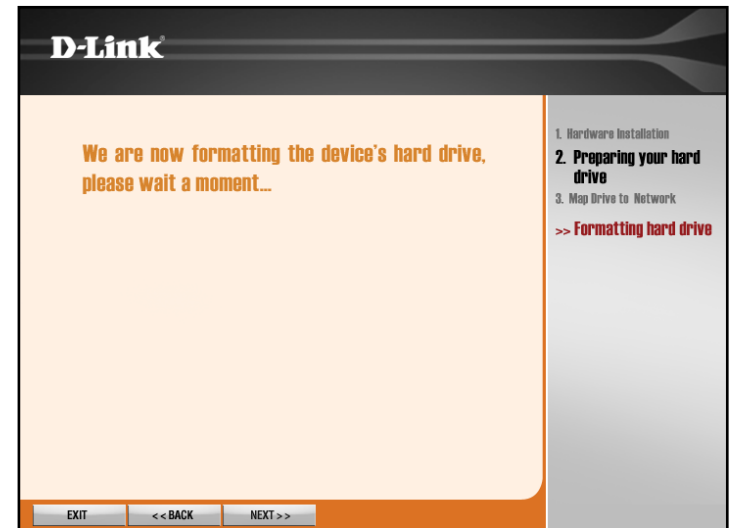 D-Link®
We are now formatting the device's hard drive,
please wait a moment...
1. Hardware Installation
2. Preparing your hard
drive
3. Map Drive to Network
>> Formatting hard drive
EXIT
<< BACK
NEXT >>